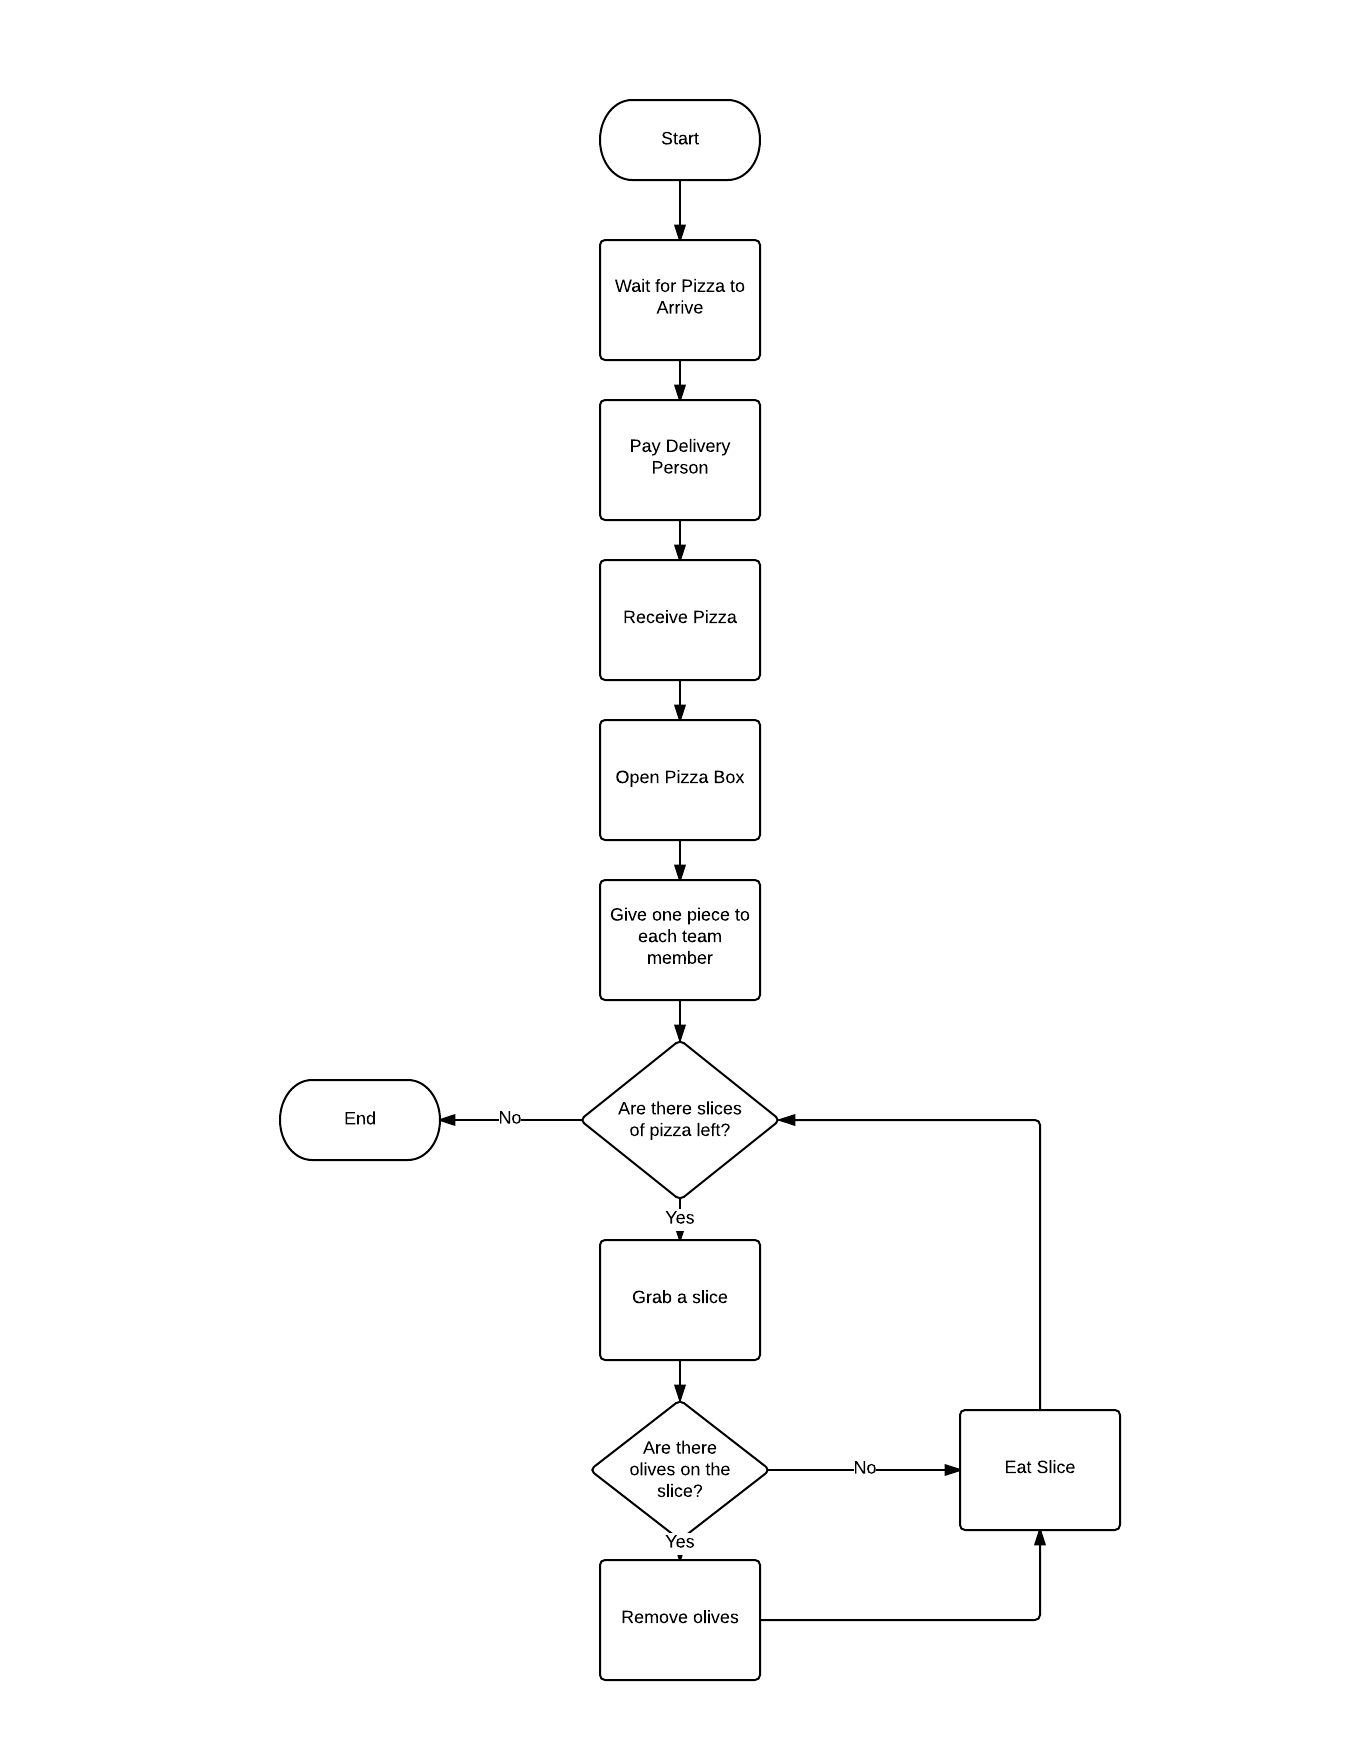 Start
Wait for Pizza to
Arrive
Pay Delivery
Person
Receive Pizza
Open Pizza Box
Give one piece to
each team
member
Are there slices
of pizza left?
No
End
Yes
Grab a slice
Are there
olives on the
slice?
No
Eat Slice
Yes
Remove olives